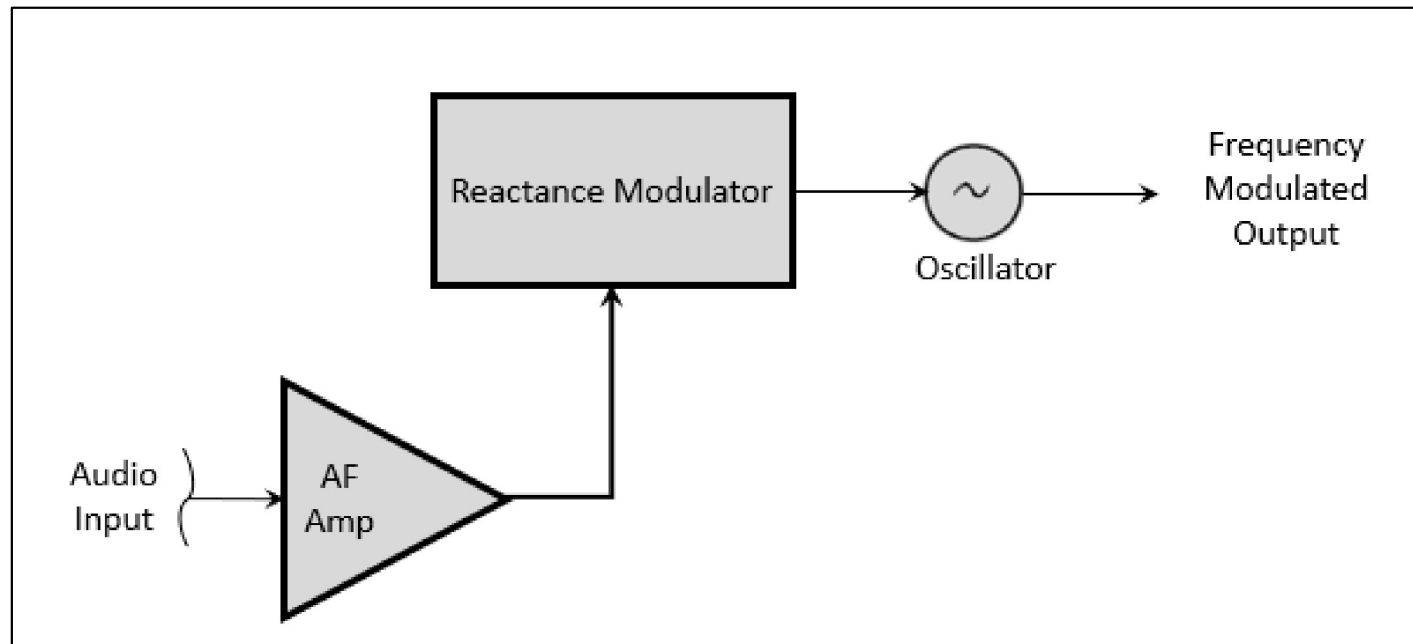 Reactance Modulator
Oscillator
Frequency
Modulated
Output
Audio
Input
AF
Amp